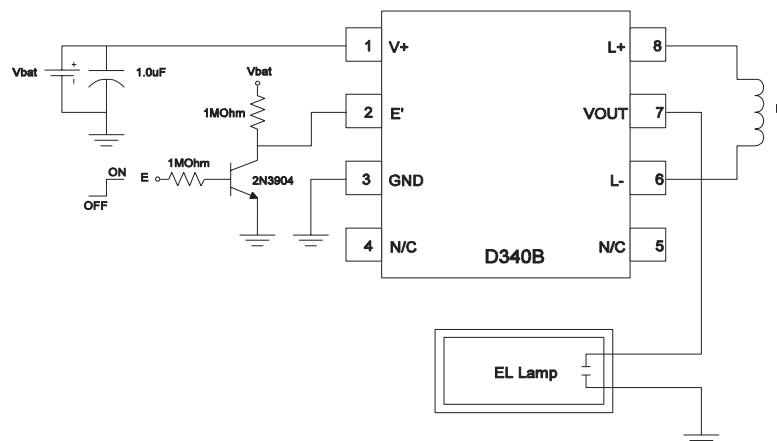 1 V+ L+ 8
Vbat + - 1.0uF
Vbat
1MOhm
2 E' VOUT 7
1MOhm
ON E
OFF
2N3904
3 GND L- 6
4 N/C N/C 5
D340B
EL Lamp